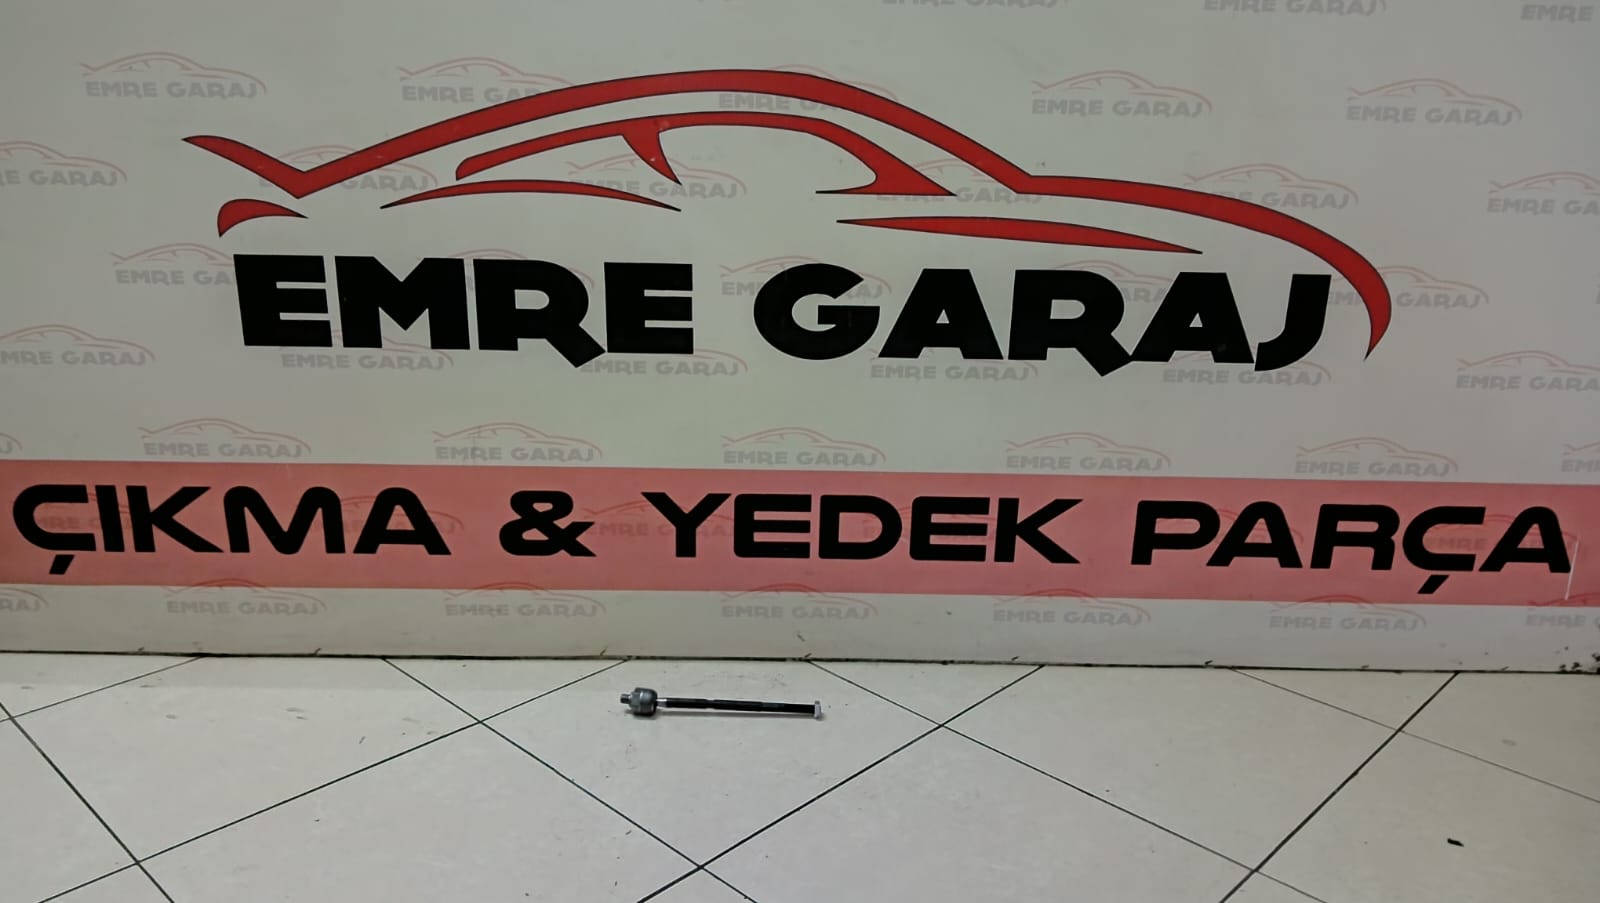 EMRE GARAJ
ÇIKMA & YEDEK PARÇA